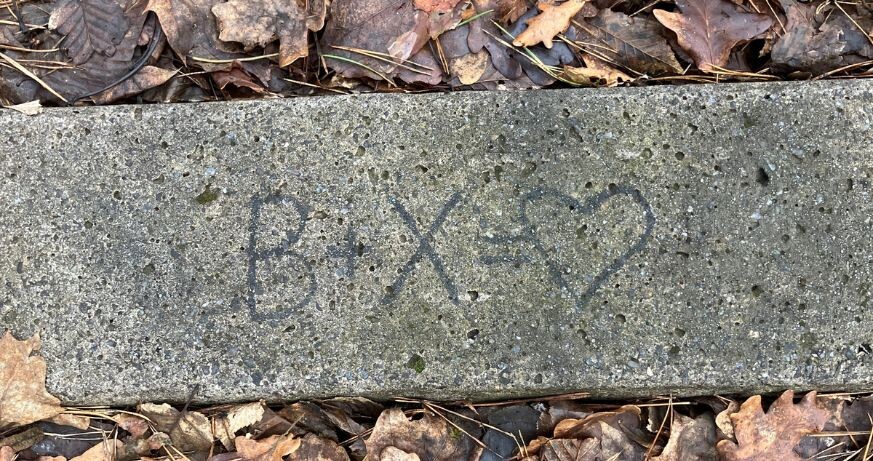 B + X = ♡